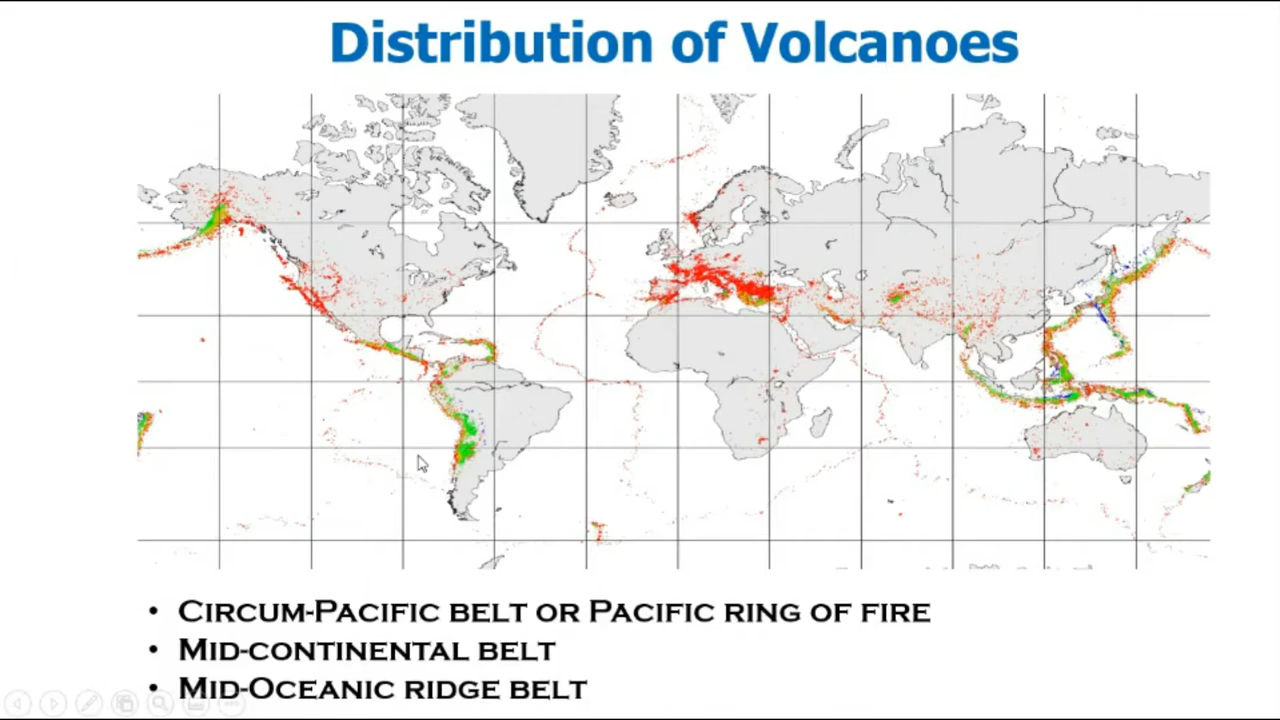 Distribution of Volcanoes
• Circum-Pacific belt or Pacific ring of fire
• Mid-continental belt
• Mid-Oceanic ridge belt